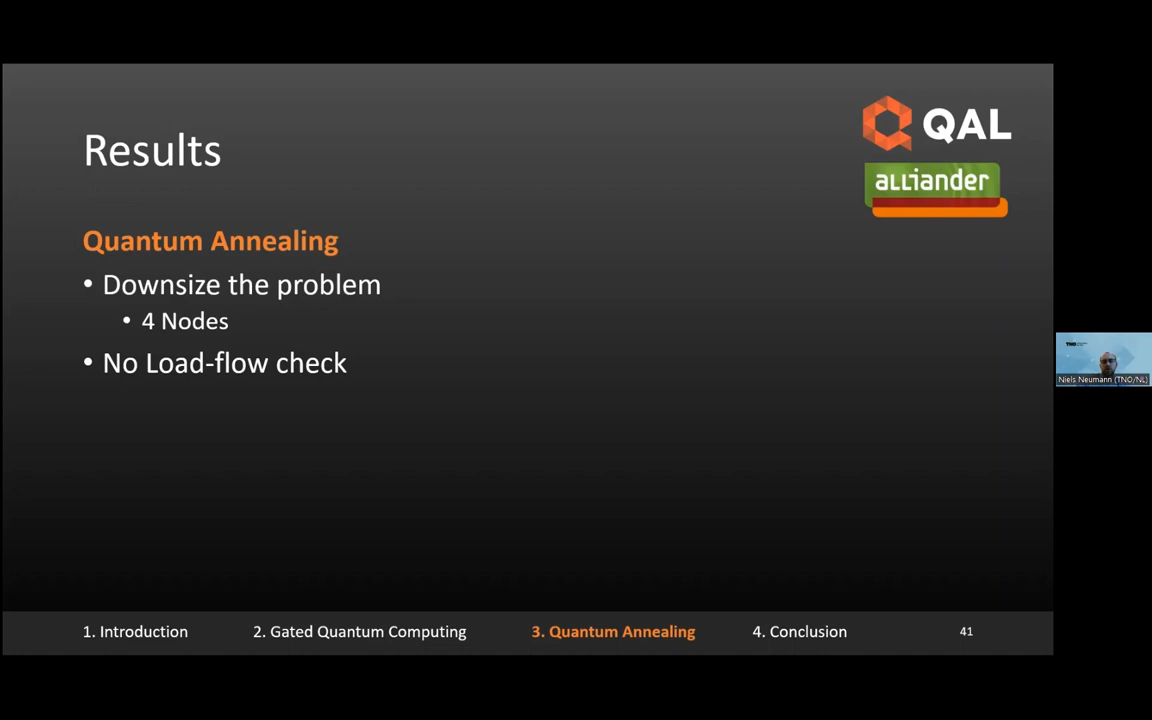 QAL
alliander
Results
Quantum Annealing
• Downsize the problem
• 4 Nodes
• No Load-flow check
TNO
Niels Neumann (TNO/NL)
1. Introduction 2. Gated Quantum Computing 3. Quantum Annealing 4. Conclusion 41